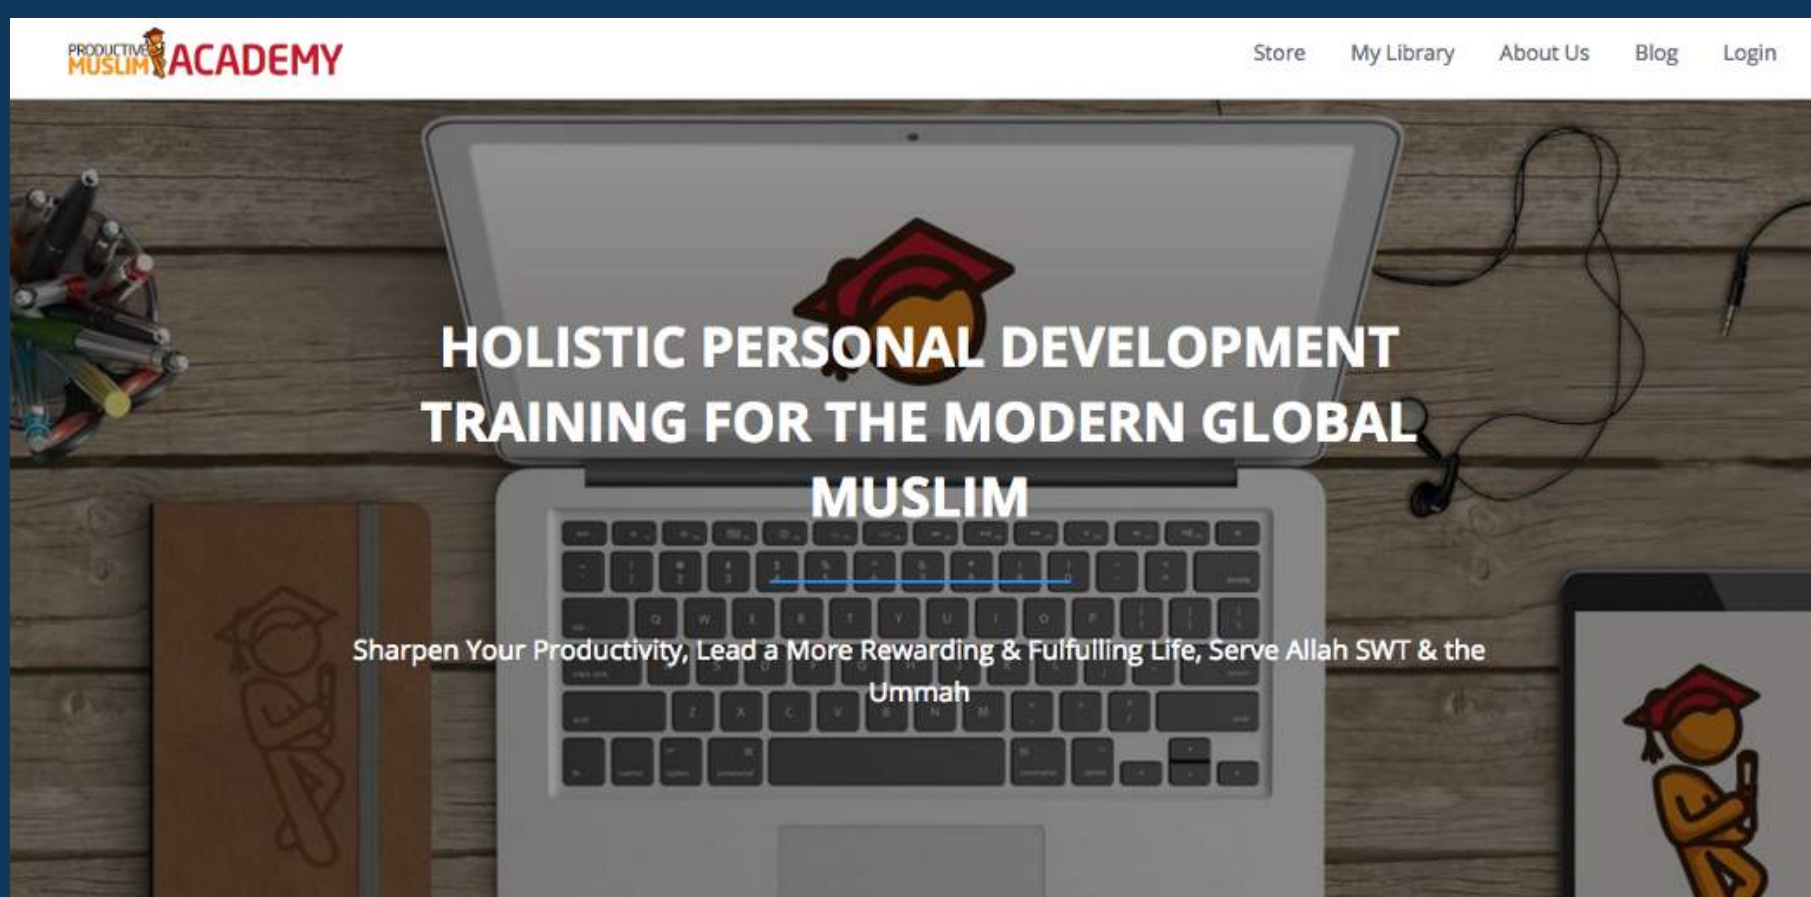 PRODUCTIVE
MUSLIM ACADEMY
Store My Library About Us Blog Login
HOLISTIC PERSONAL DEVELOPMENT
TRAINING FOR THE MODERN GLOBAL
MUSLIM
Sharpen Your Productivity, Lead a More Rewarding & Fulfulling Life, Serve Allah SWT & the
Ummah